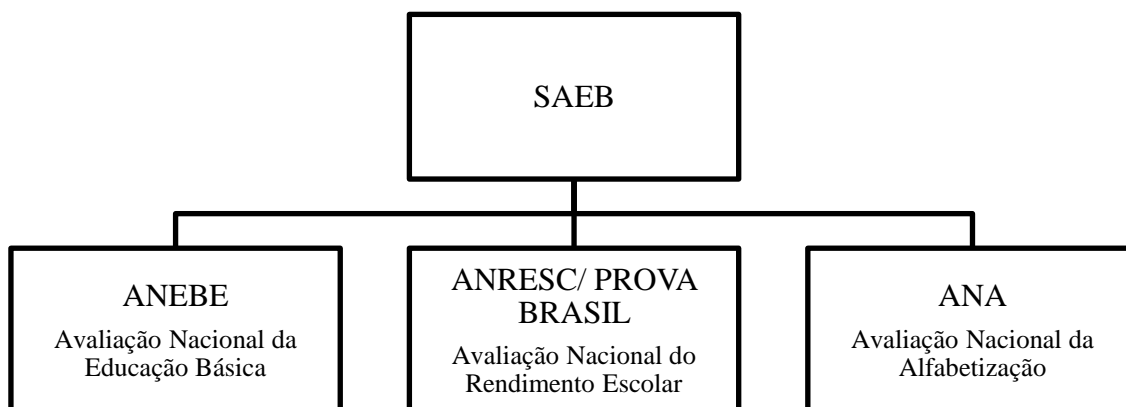 SAEB
ANEBE
Avaliação Nacional da
Educação Básica
ANRESC/ PROVA
BRASIL
Avaliação Nacional do
Rendimento Escolar
ANA
Avaliação Nacional da
Alfabetização